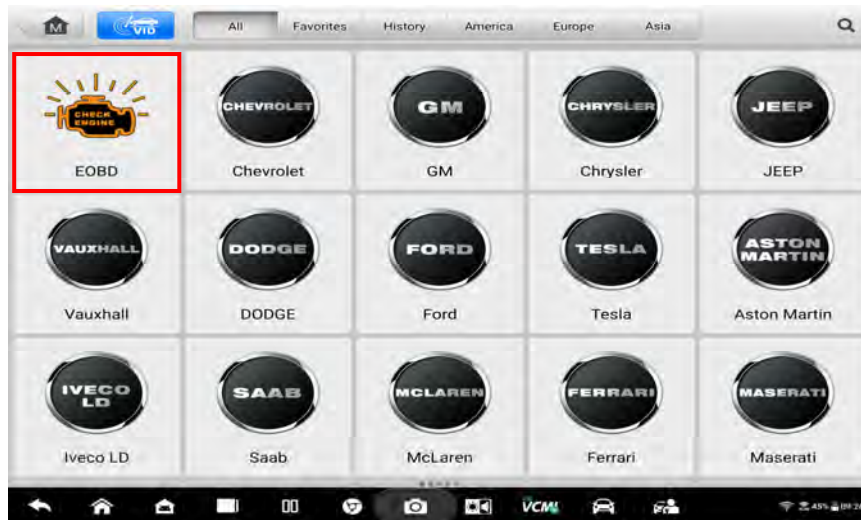 M VID All Favorites History America Europe Asia
CHECK
ENGINE
CHEVROLET GM CHRYSLER JEEP
EOBD Chevrolet GM Chrysler JEEP
VAUXHALL DODGE FORD TESLA ASTON
MARTIN
Vauxhall DODGE Ford Tesla Aston Martin
IVECO
LD
SAAB MCLAREN FERRARI MASERATI
Iveco LD Saab McLaren Ferrari Maserati
VCMI 45%